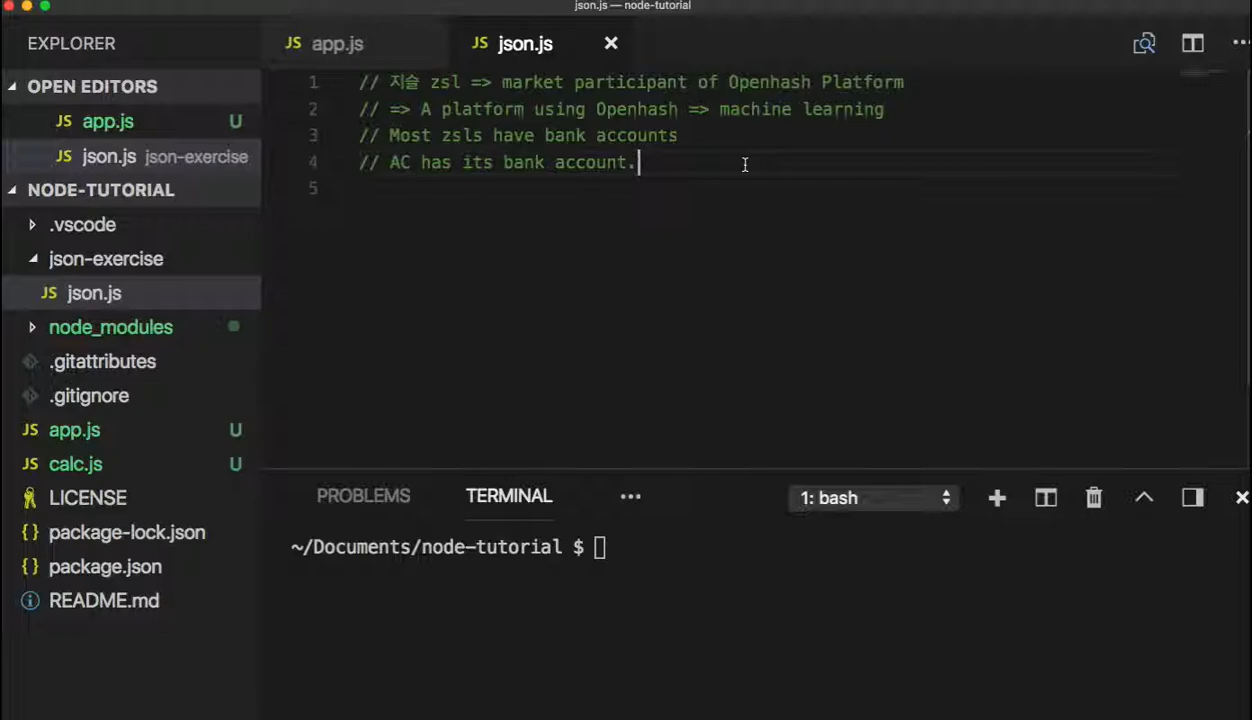 json.js — node-tutorial
EXPLORER
JS app.js
JS json.js
OPEN EDITORS
JS app.js U
JS json.js json-exercise
NODE-TUTORIAL
.vscode
json-exercise
JS json.js
node_modules
.gitattributes
.gitignore
JS app.js U
JS calc.js U
LICENSE
{} package-lock.json
{} package.json
README.md
1 // 지슬 zsl => market participant of Openhash Platform
2 // => A platform using Openhash => machine learning
3 // Most zsls have bank accounts
4 // AC has its bank account.
5
PROBLEMS TERMINAL ••• 1: bash
~/Documents/node-tutorial $